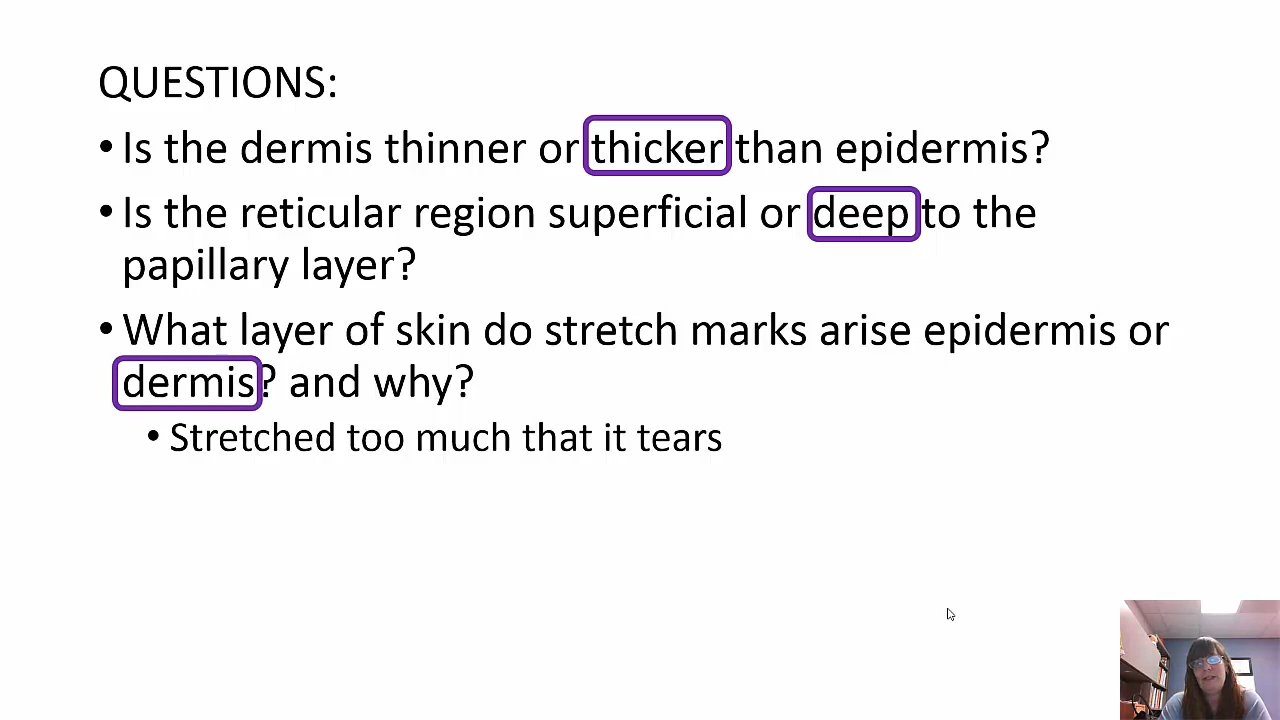 QUESTIONS:
• Is the dermis thinner or thicker than epidermis?
• Is the reticular region superficial or deep to the
papillary layer?
• What layer of skin do stretch marks arise epidermis or
dermis? and why?
• Stretched too much that it tears